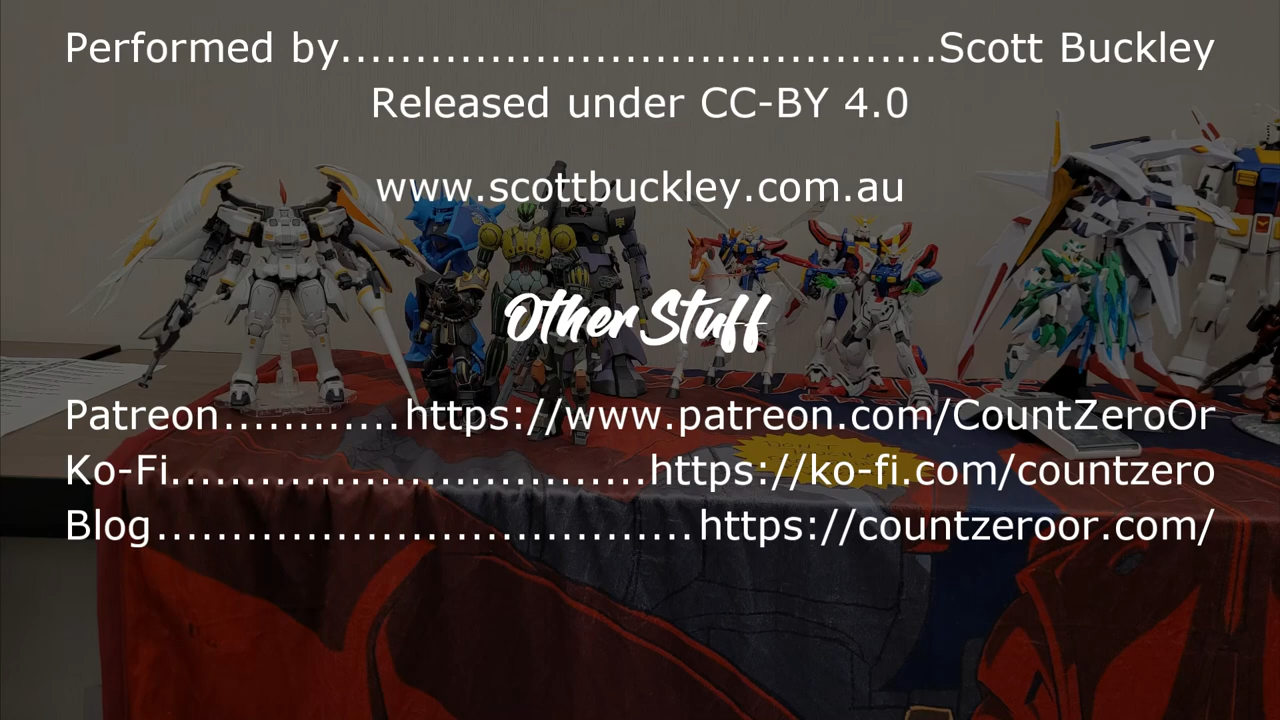 Performed by........................................Scott Buckley
Released under CC-BY 4.0
www.scottbuckley.com.au
Other Stuff
Patreon............https://www.patreon.com/CountZeroOr
Ko-Fi................................https://ko-fi.com/countzero
Blog....................................https://countzeroor.com/